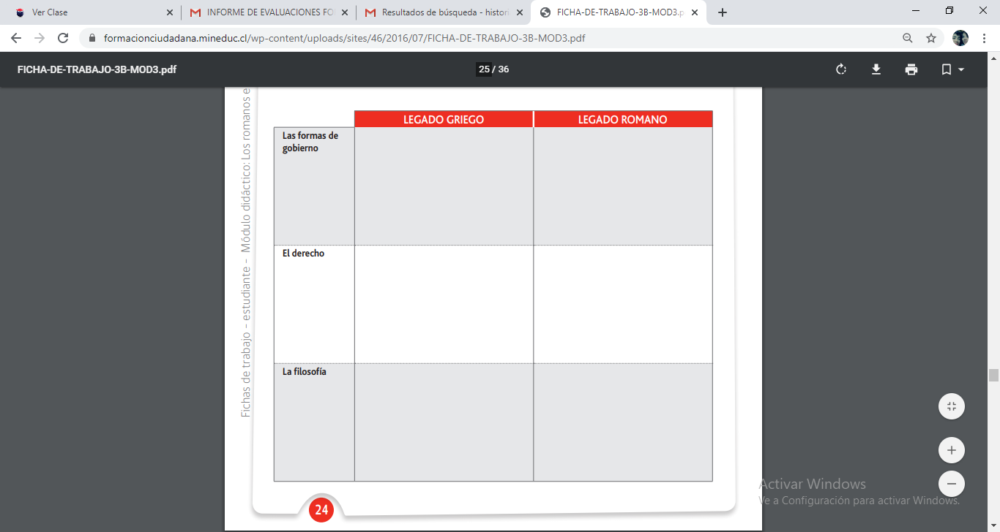 Ver Clase
INFORME DE EVALUACIONES FO
Resultados de búsqueda - histori
FICHA-DE-TRABAJO-3B-MOD3.p
formacionciudadana.mineduc.cl/wp-content/uploads/sites/46/2016/07/FICHA-DE-TRABAJO-3B-MOD3.pdf
FICHA-DE-TRABAJO-3B-MOD3.pdf
25 / 36
Fichas de trabajo - estudiante - Módulo didáctico: Los romanos e
LEGADO GRIEGO
LEGADO ROMANO
Las formas de
gobierno
El derecho
La filosofía
24
Activar Windows
Ve a Configuración para activar Windows.